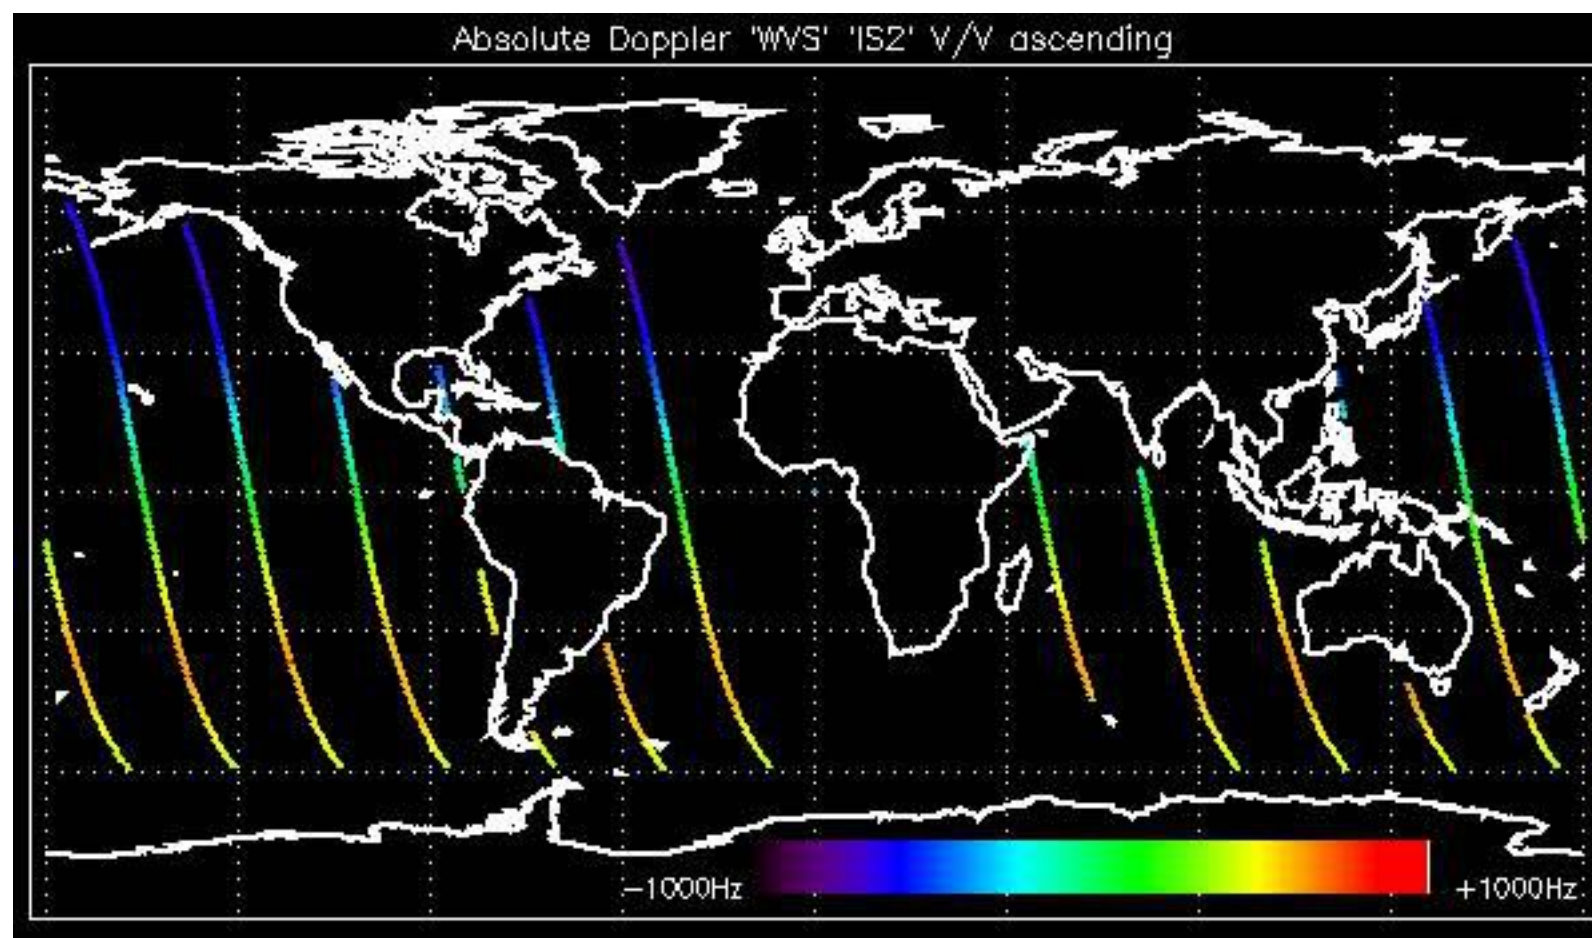 Absolute Doppler 'WVS' 'IS2' V/V ascending
−1000Hz +1000Hz